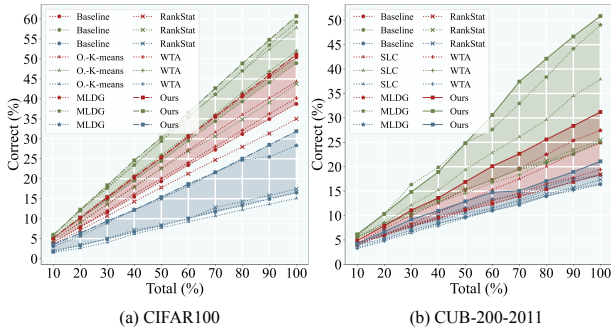 Correct (%)
65
60
55
50
45
40
35
30
25
20
15
10
5
0
Baseline RankStat
Baseline RankStat
Baseline RankStat
O.-K-means WTA
O.-K-means WTA
O.-K-means WTA
MLDG Ours
MLDG Ours
MLDG Ours
10 20 30 40 50 60 70 80 90 100
Total (%)
(a) CIFAR100
Correct (%)
50
45
40
35
30
25
20
15
10
5
0
Baseline RankStat
Baseline RankStat
Baseline RankStat
SLC WTA
SLC WTA
SLC WTA
MLDG Ours
MLDG Ours
MLDG Ours
10 20 30 40 50 60 70 80 90 100
Total (%)
(b) CUB-200-2011